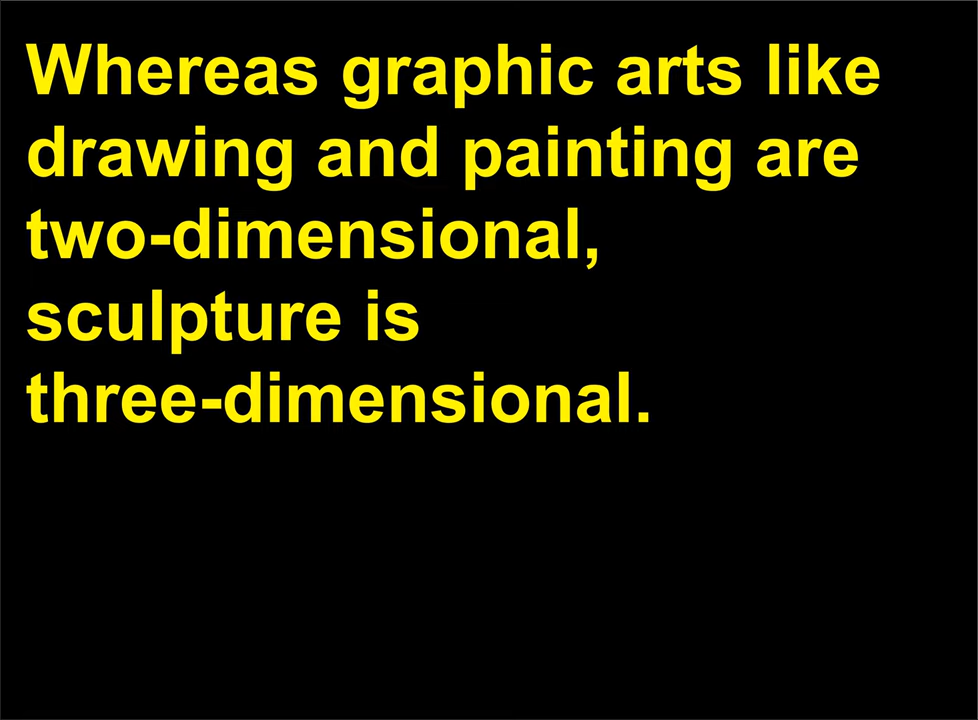 Whereas graphic arts like
drawing and painting are
two-dimensional,
sculpture is
three-dimensional.